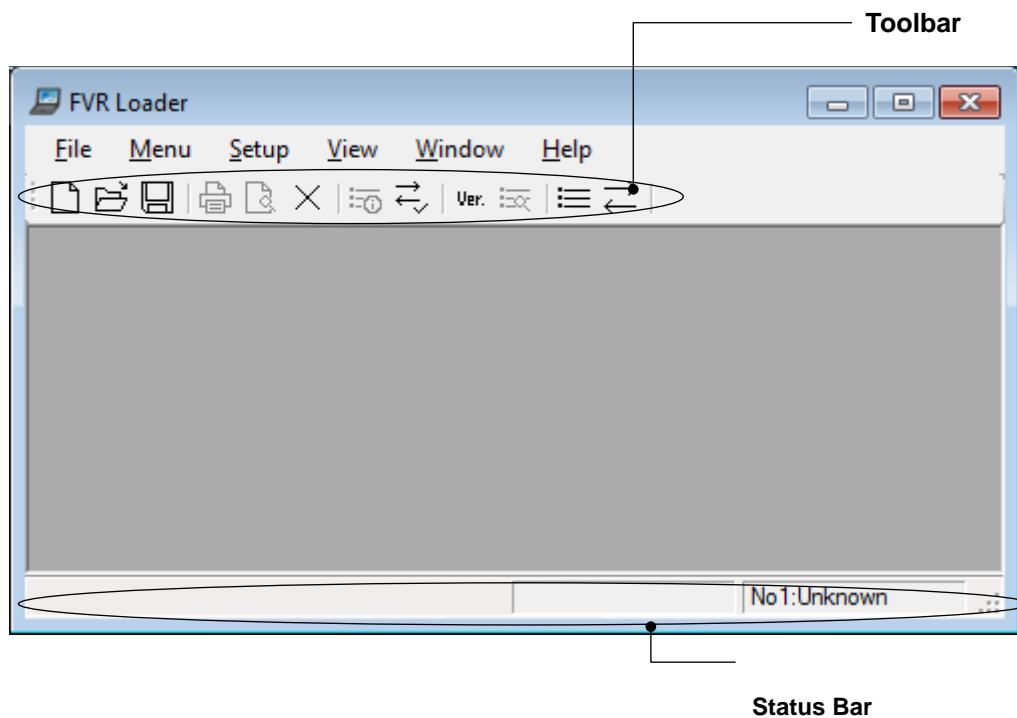 Toolbar
FVR Loader
File Menu Setup View Window Help
Ver.
No1:Unknown
Status Bar